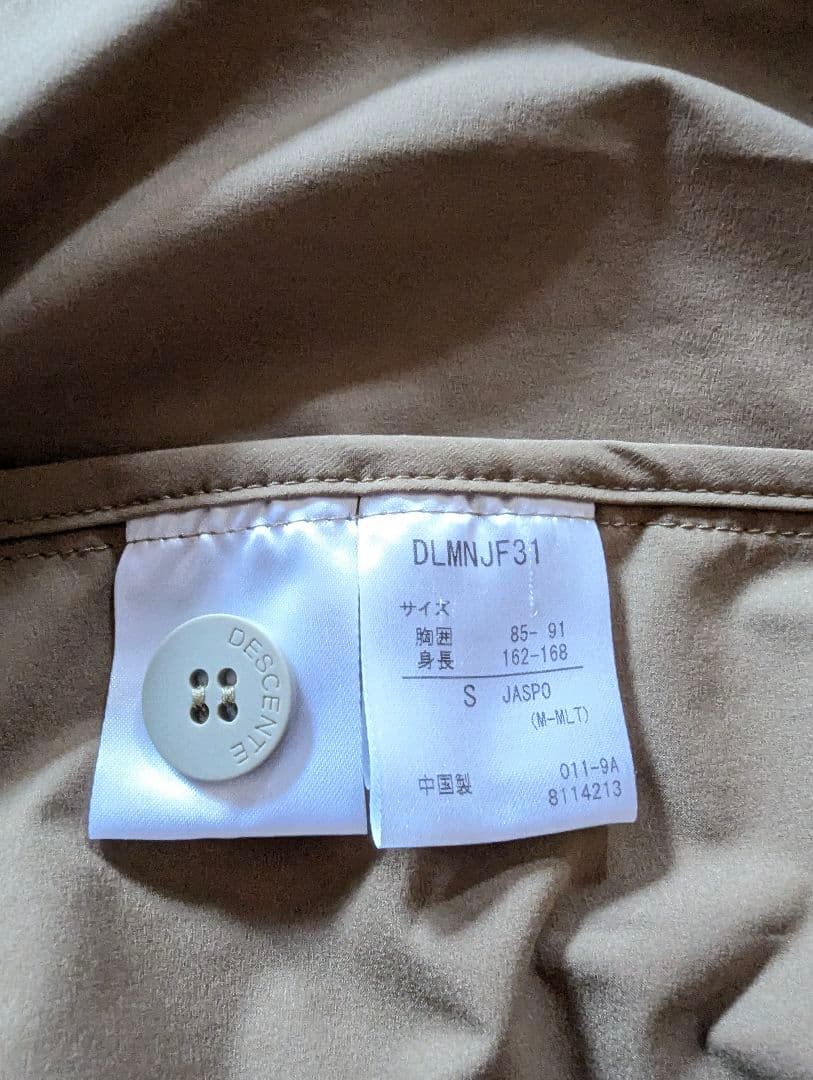 DESCENTE
DLMNJF31
サイズ
胸囲 85- 91
身長 162-168
S JASPO
(M-MLT)
011-9A
中国製 8114213